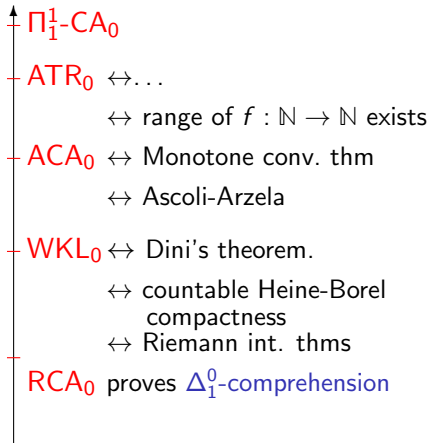 Π¹₁-CA₀
ATR₀ ↔...
↔ range of f : ℕ → ℕ exists
ACA₀ ↔ Monotone conv. thm
↔ Ascoli-Arzela
WKL₀ ↔ Dini's theorem.
↔ countable Heine-Borel
compactness
↔ Riemann int. thms
RCA₀ proves Δ⁰₁-comprehension